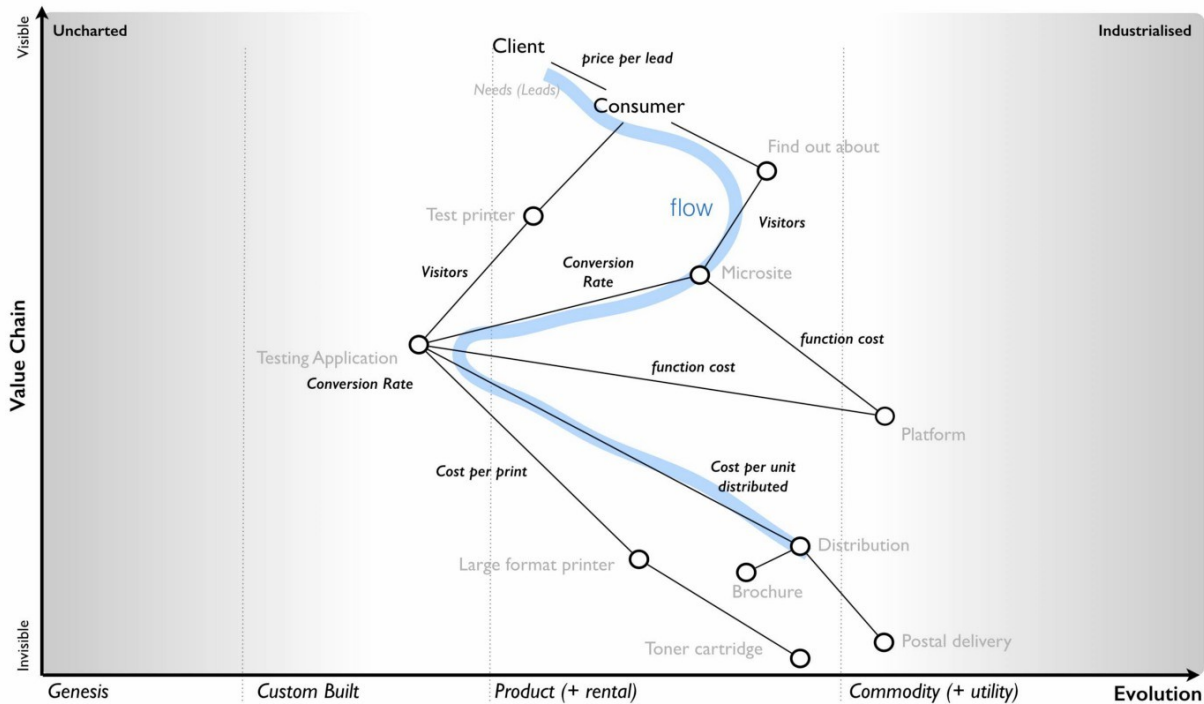 Visible
Uncharted
Industrialised
Client
price per lead
Needs (Leads)
Consumer
Find out about
Test printer
flow
Visitors
Visitors
Conversion
Rate
Microsite
Value Chain
Testing Application
Conversion Rate
function cost
function cost
Platform
Cost per print
Cost per unit
distributed
Large format printer
Distribution
Brochure
Toner cartridge
Postal delivery
Invisible
Genesis
Custom Built
Product (+ rental)
Commodity (+ utility)
Evolution